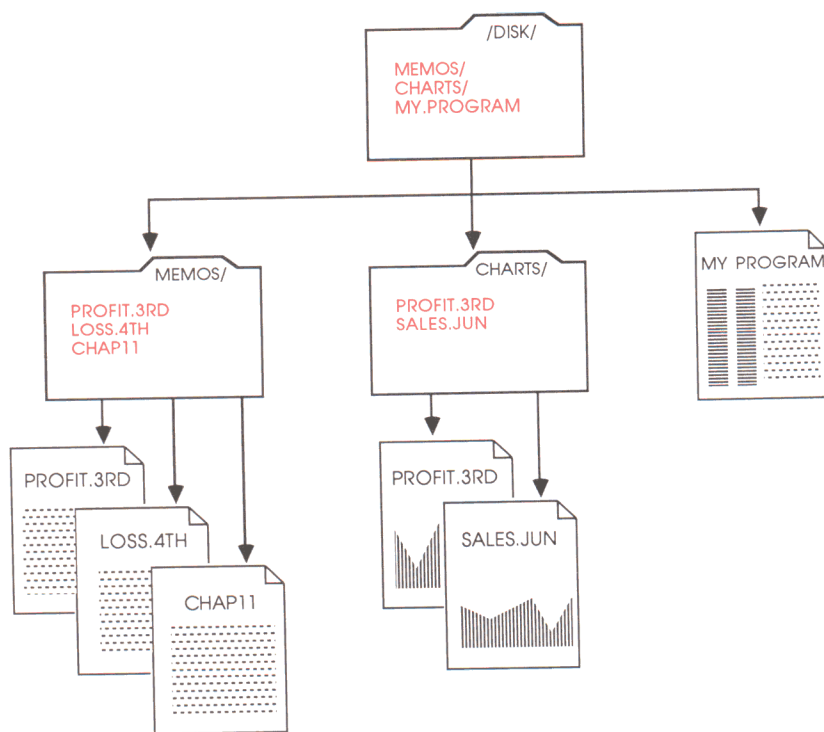 /DISK/
MEMOS/
CHARTS/
MY.PROGRAM
MEMOS/
PROFIT.3RD
LOSS.4TH
CHAP11
CHARTS/
PROFIT.3RD
SALES.JUN
MY PROGRAM
PROFIT.3RD
LOSS.4TH
CHAP11
PROFIT.3RD
SALES.JUN